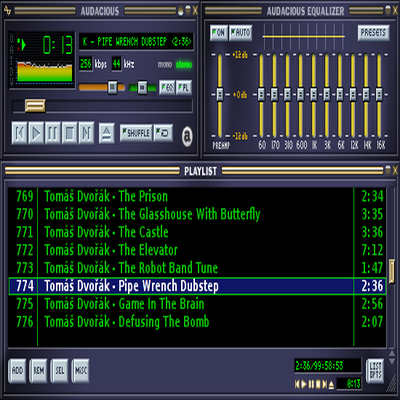 AUDACIOUS
0:13
K - PIPE WRENCH DUBSTEP <2:36>
256 kbps 44 kHz mono stereo
EQ PL
SHUFFLE
AUDACIOUS EQUALIZER
ON AUTO PRESETS
+12 db
+0 db
-12 db
PREAMP 60 170 310 600 1K 3K 6K 12K 14K 16K
PLAYLIST
769 Tomáš Dvořák - The Prison 2:34
770 Tomáš Dvořák - The Glasshouse With Butterfly 3:35
771 Tomáš Dvořák - The Castle 3:36
772 Tomáš Dvořák - The Elevator 7:12
773 Tomáš Dvořák - The Robot Band Tune 1:47
774 Tomáš Dvořák - Pipe Wrench Dubstep 2:36
775 Tomáš Dvořák - Game In The Brain 2:56
776 Tomáš Dvořák - Defusing The Bomb 2:07
ADD REM SEL MISC
2:36/99:58:53
0:13
LIST OPTS